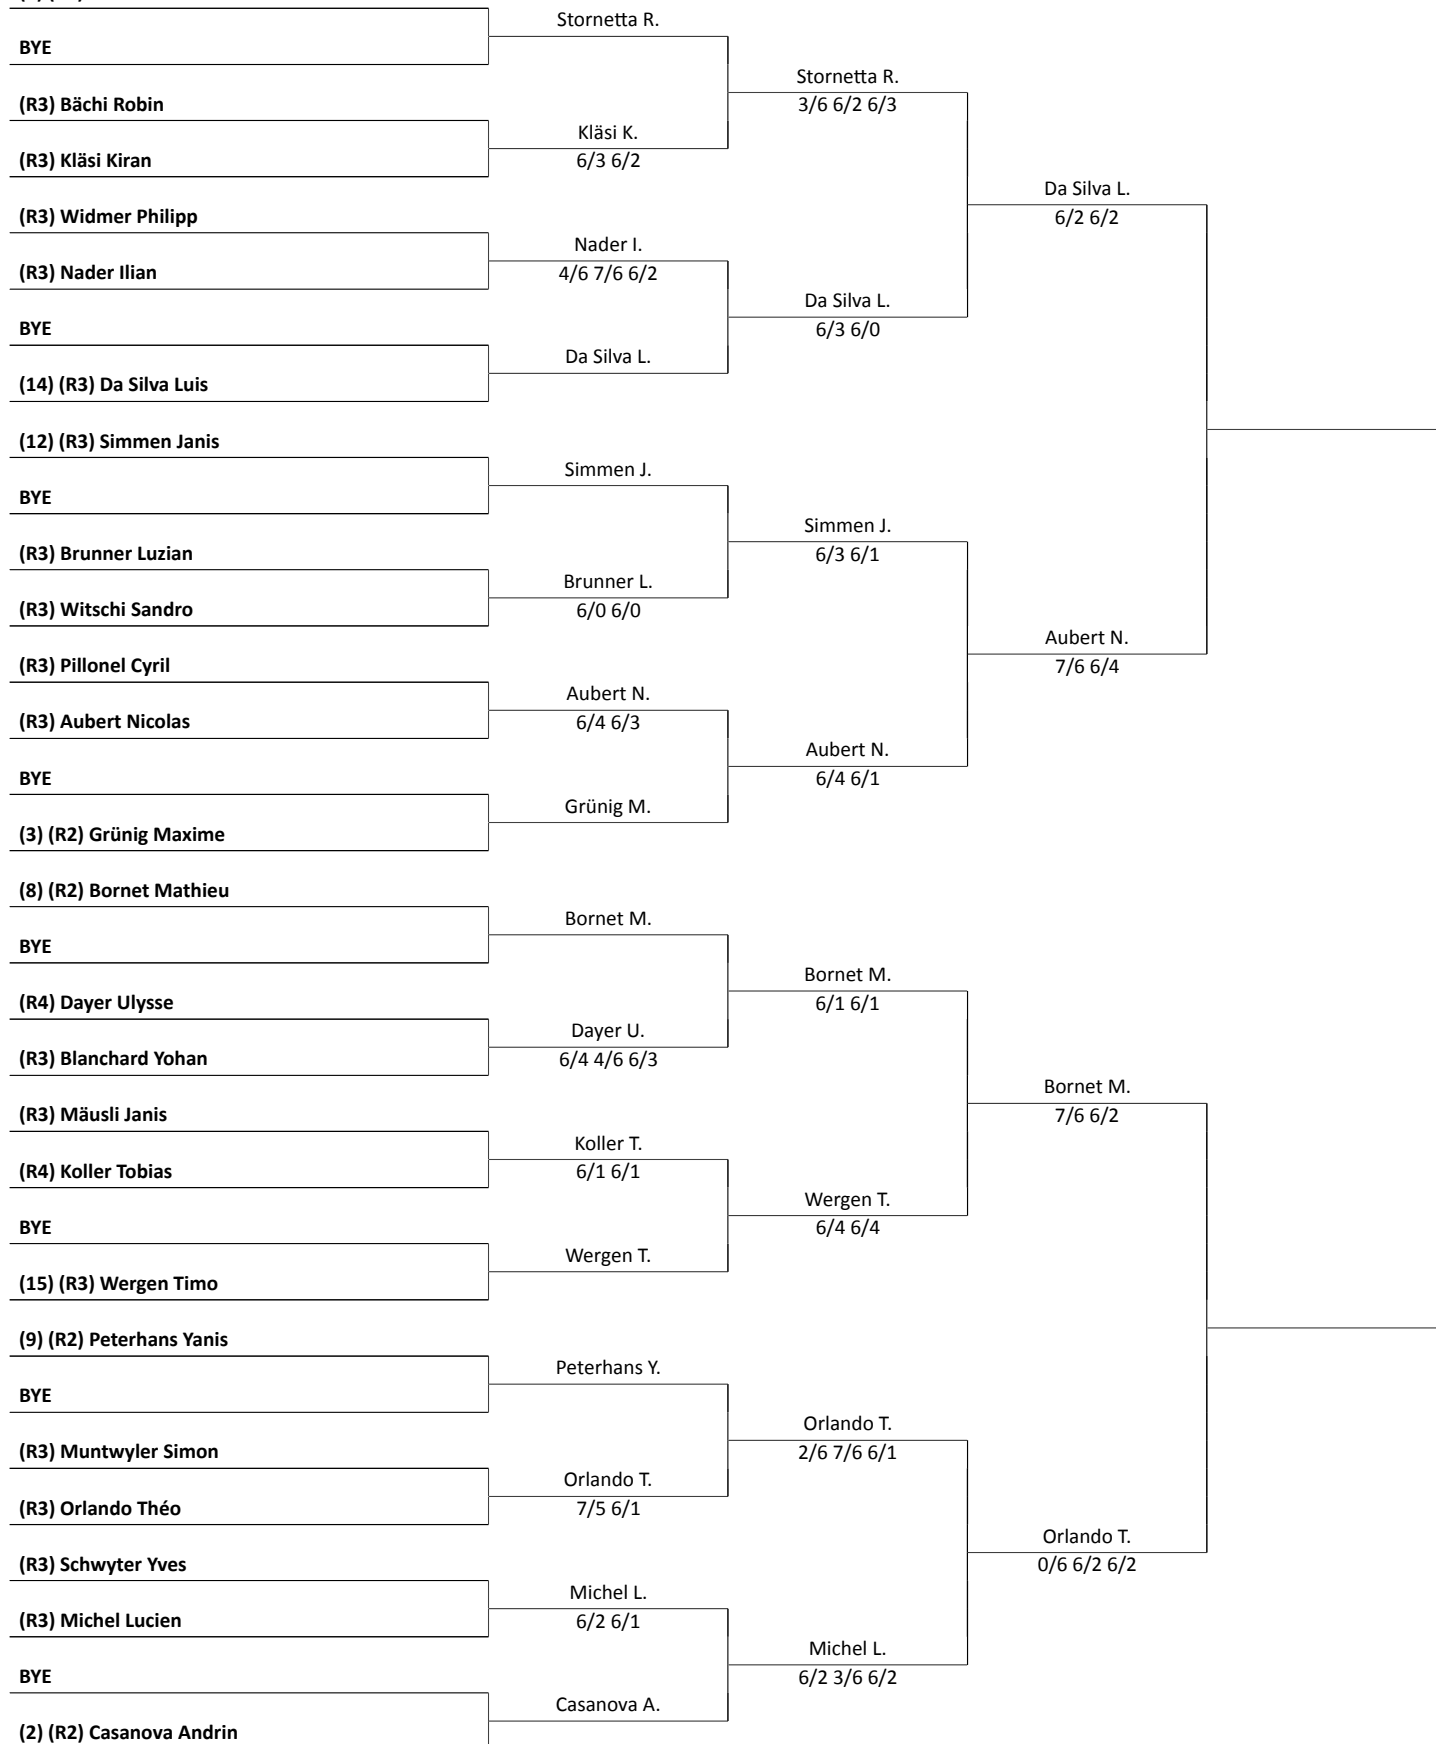 Stornetta R.
BYE
Stornetta R.
(R3) Bächi Robin
3/6 6/2 6/3
Kläsi K.
(R3) Kläsi Kiran
6/3 6/2
Da Silva L.
(R3) Widmer Philipp
6/2 6/2
Nader I.
(R3) Nader Ilian
4/6 7/6 6/2
Da Silva L.
BYE
6/3 6/0
Da Silva L.
(14) (R3) Da Silva Luis
(12) (R3) Simmen Janis
Simmen J.
BYE
Simmen J.
(R3) Brunner Luzian
6/3 6/1
Brunner L.
(R3) Witschi Sandro
6/0 6/0
Aubert N.
(R3) Pillonel Cyril
7/6 6/4
Aubert N.
(R3) Aubert Nicolas
6/4 6/3
Aubert N.
BYE
6/4 6/1
Grünig M.
(3) (R2) Grünig Maxime
(8) (R2) Bornet Mathieu
Bornet M.
BYE
Bornet M.
(R4) Dayer Ulysse
6/1 6/1
Dayer U.
(R3) Blanchard Yohan
6/4 4/6 6/3
Bornet M.
(R3) Mäusli Janis
7/6 6/2
Koller T.
(R4) Koller Tobias
6/1 6/1
Wergen T.
BYE
6/4 6/4
Wergen T.
(15) (R3) Wergen Timo
(9) (R2) Peterhans Yanis
Peterhans Y.
BYE
Orlando T.
(R3) Muntwyler Simon
2/6 7/6 6/1
Orlando T.
(R3) Orlando Théo
7/5 6/1
Orlando T.
(R3) Schwyter Yves
0/6 6/2 6/2
Michel L.
(R3) Michel Lucien
6/2 6/1
Michel L.
BYE
6/2 3/6 6/2
Casanova A.
(2) (R2) Casanova Andrin